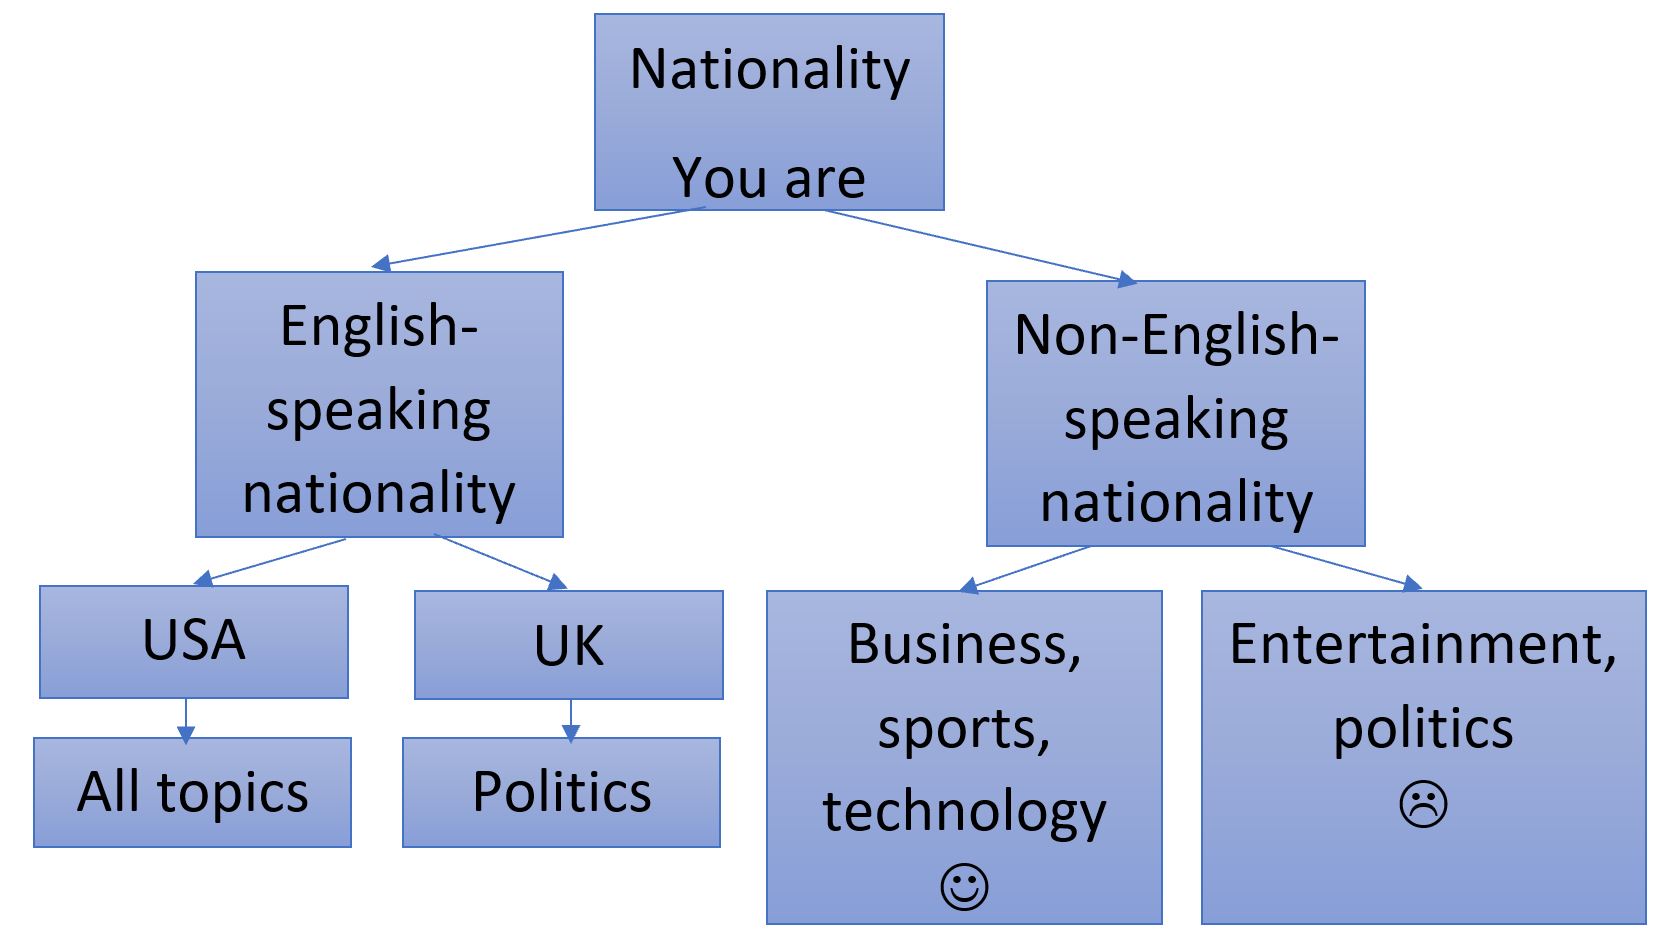 Nationality
You are
English-
speaking
nationality
Non-English-
speaking
nationality
USA
UK
All topics
Politics
Business,
sports,
technology
☺
Entertainment,
politics
☹